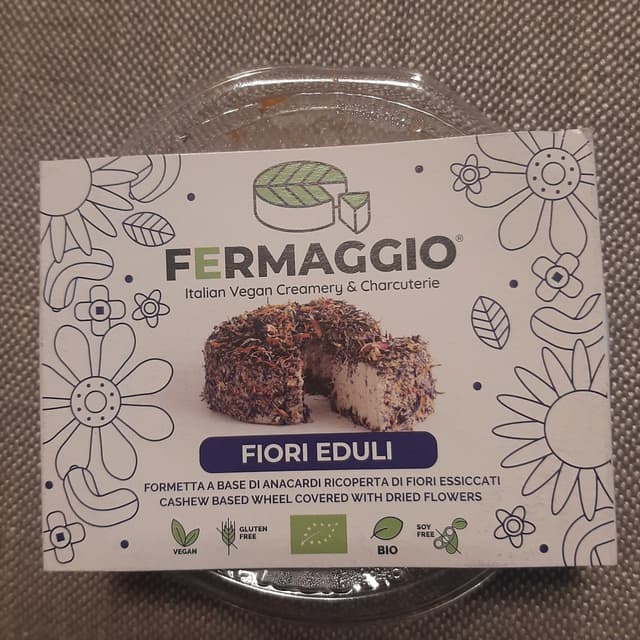 FERMAGGIO®
Italian Vegan Creamery & Charcuterie
FIORI EDULI
FORMETTA A BASE DI ANACARDI RICOPERTA DI FIORI ESSICCATI
CASHEW BASED WHEEL COVERED WITH DRIED FLOWERS
VEGAN
GLUTEN
FREE
BIO
SOY
FREE